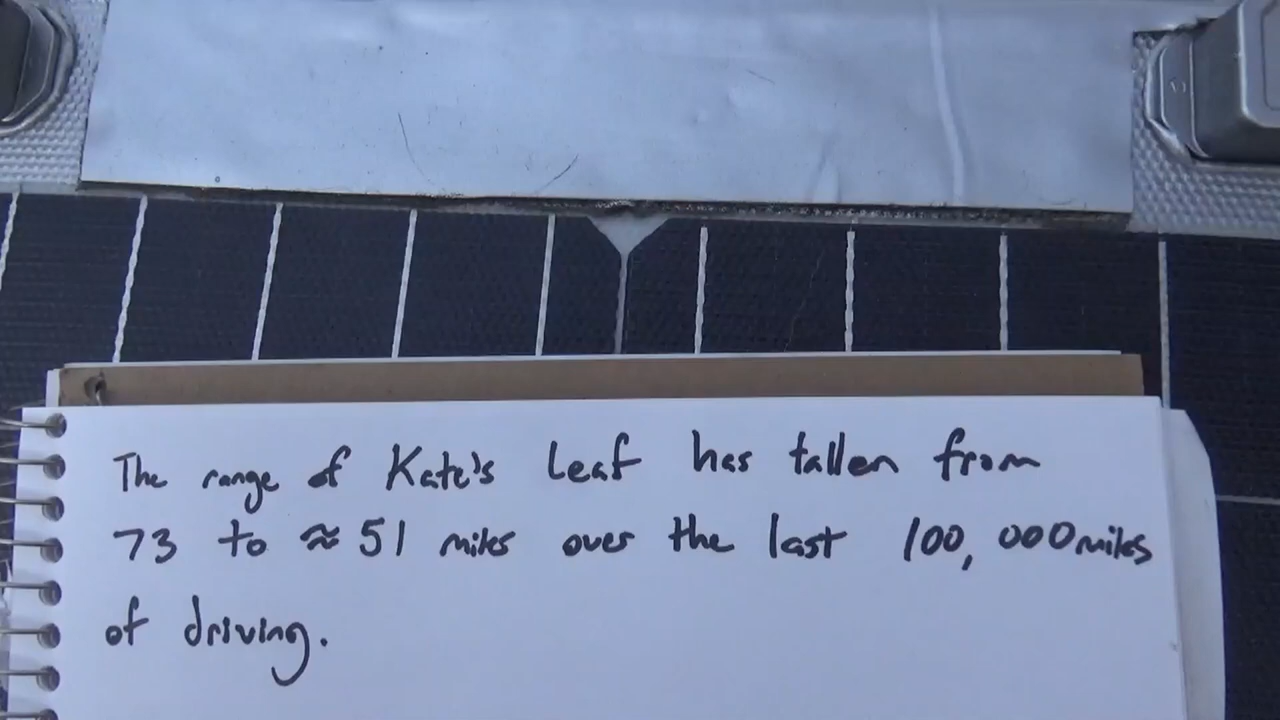 The range of Kate's Leaf has fallen from
73 to ≈ 51 miles over the last 100,000 miles
of driving.